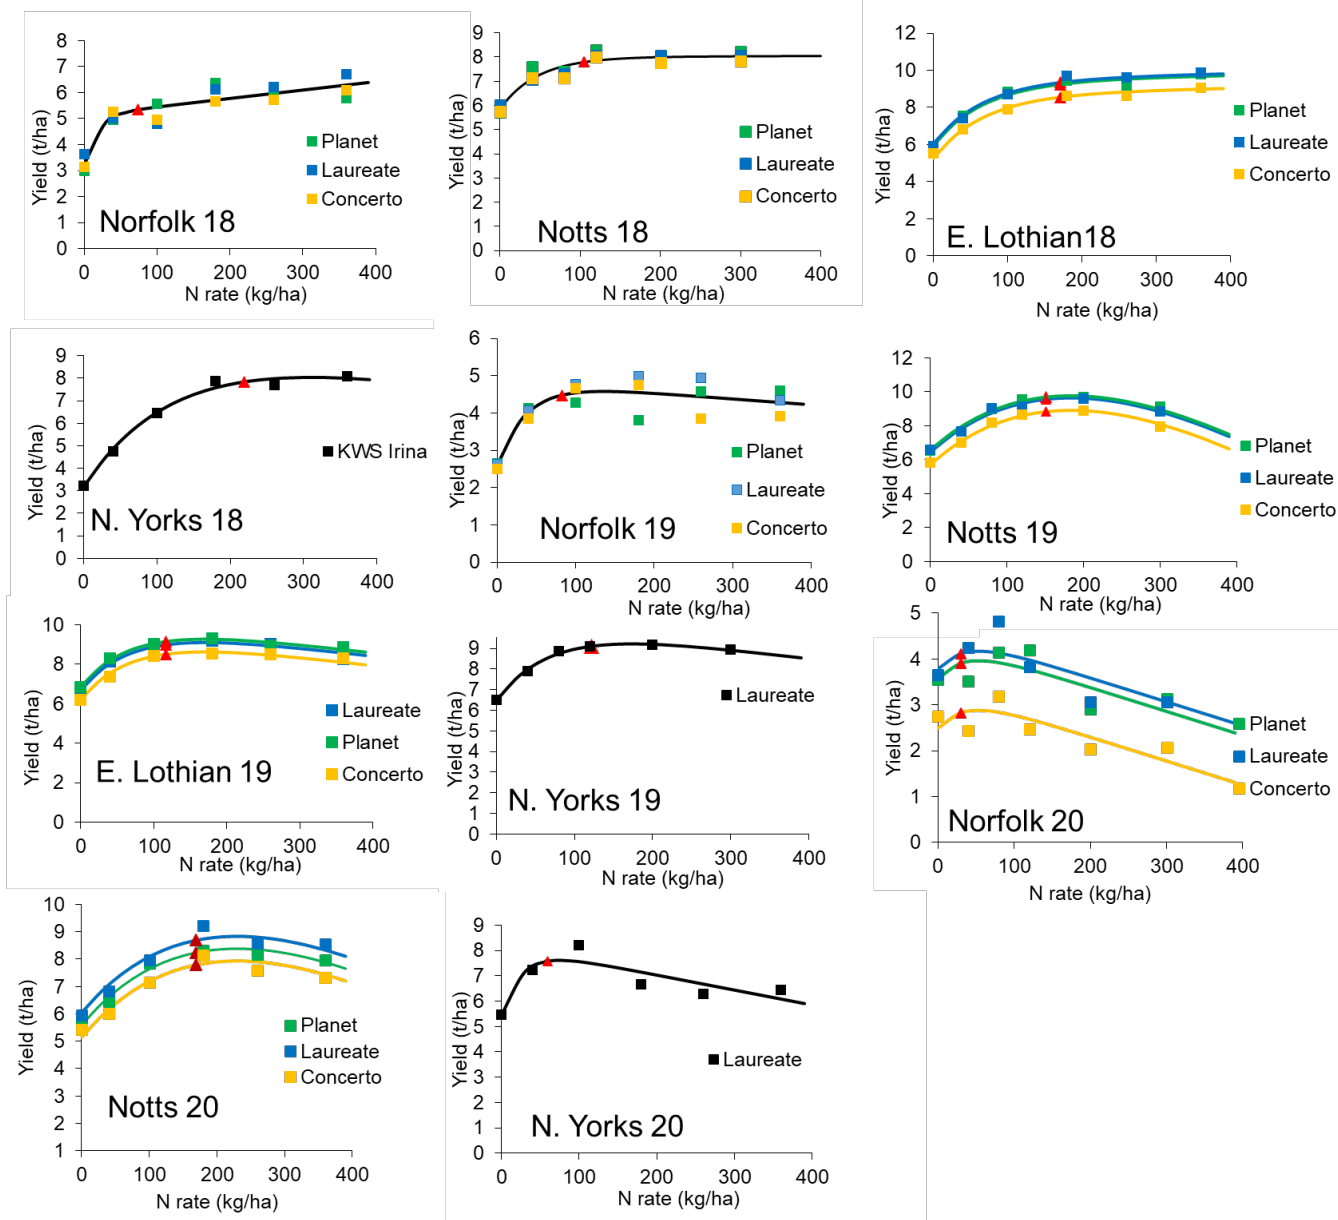 8
7
6
5
4
3
2
1
0
0 100 200 300 400
Yield (t/ha)
N rate (kg/ha)
Planet
Laureate
Concerto
Norfolk 18
9
8
7
6
5
4
3
2
1
0
0 100 200 300 400
Yield (t/ha)
N rate (kg/ha)
Planet
Laureate
Concerto
Notts 18
12
10
8
6
4
2
0
0 100 200 300 400
Yield (t/ha)
N rate (kg/ha)
Planet
Laureate
Concerto
E. Lothian18
9
8
7
6
5
4
3
2
1
0
0 100 200 300 400
Yield (t/ha)
N rate (kg/ha)
KWS Irina
N. Yorks 18
6
5
4
3
2
1
0
0 100 200 300 400
Yield (t/ha)
N rate (kg/ha)
Planet
Laureate
Concerto
Norfolk 19
12
10
8
6
4
2
0
0 100 200 300 400
Yield (t/ha)
N rate (kg/ha)
Planet
Laureate
Concerto
Notts 19
10
8
6
4
2
0
0 100 200 300 400
Yield (t/ha)
N rate (kg/ha)
Laureate
Planet
Concerto
E. Lothian 19
9
8
7
6
5
4
3
2
1
0
0 100 200 300 400
Yield (t/ha)
N rate (kg/ha)
Laureate
N. Yorks 19
5
4
3
2
1
0
0 100 200 300 400
Yield (t/ha)
N rate (kg/ha)
Planet
Laureate
Concerto
Norfolk 20
10
9
8
7
6
5
4
3
2
1
0 100 200 300 400
Yield (t/ha)
N rate (kg/ha)
Planet
Laureate
Concerto
Notts 20
9
8
7
6
5
4
3
2
1
0
0 100 200 300 400
Yield (t/ha)
N rate (kg/ha)
Laureate
N. Yorks 20